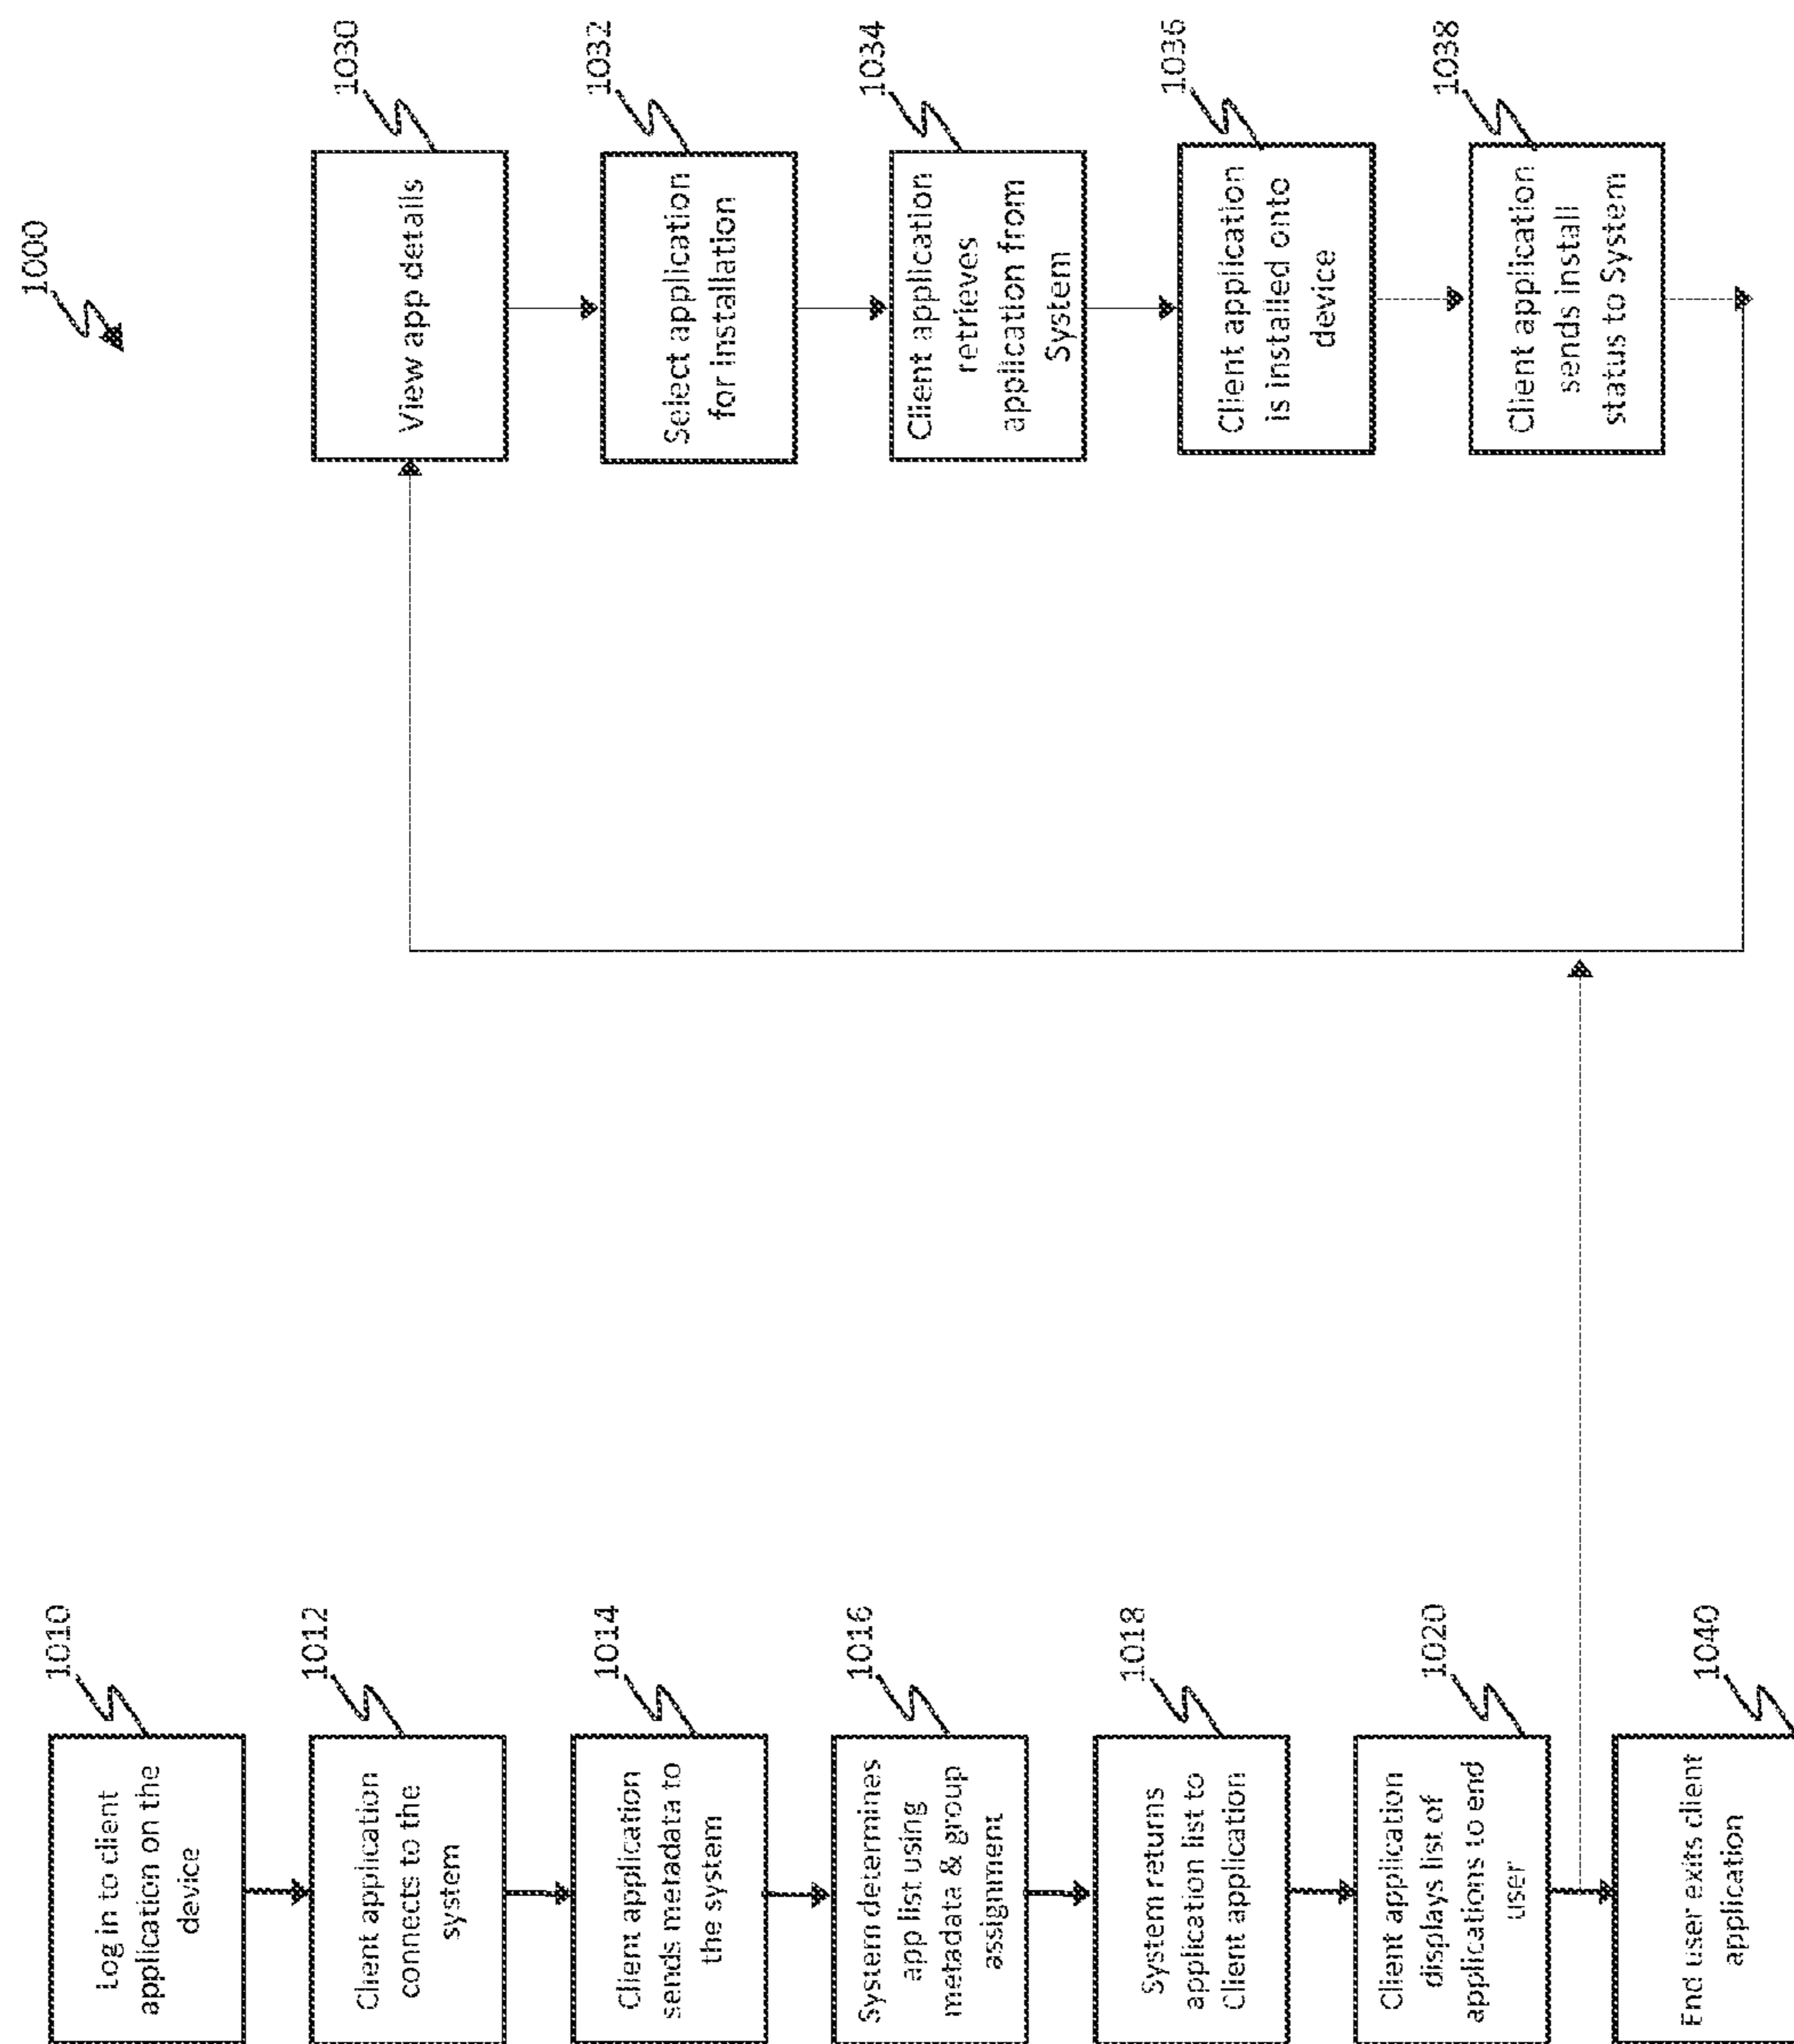 1000
1010
Log in to client
application on the
device
1012
Client application
connects to the
system
1014
Client application
sends metadata to
the system
1016
System determines
app list using
metadata & group
assignment
1018
System returns
application list to
Client application
1020
Client application
displays list of
applications to end
user
1040
End user exits client
application
1030
View app details
1032
Select application
for installation
1034
Client application
retrieves
application from
System
1036
Client application
is installed onto
device
1038
Client application
sends install
status to System